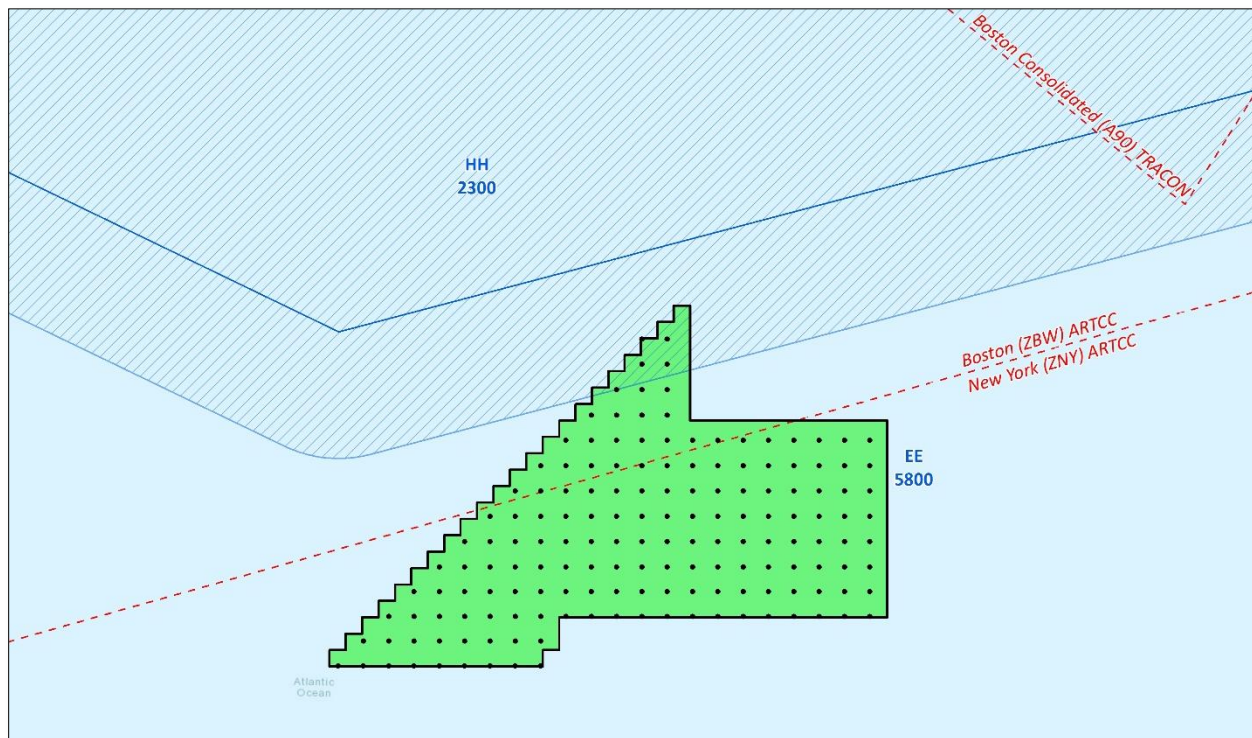 Boston Consolidated (A90) TRACON
HH
2300
Boston (ZBW) ARTCC
New York (ZNY) ARTCC
EE
5800
Atlantic
Ocean